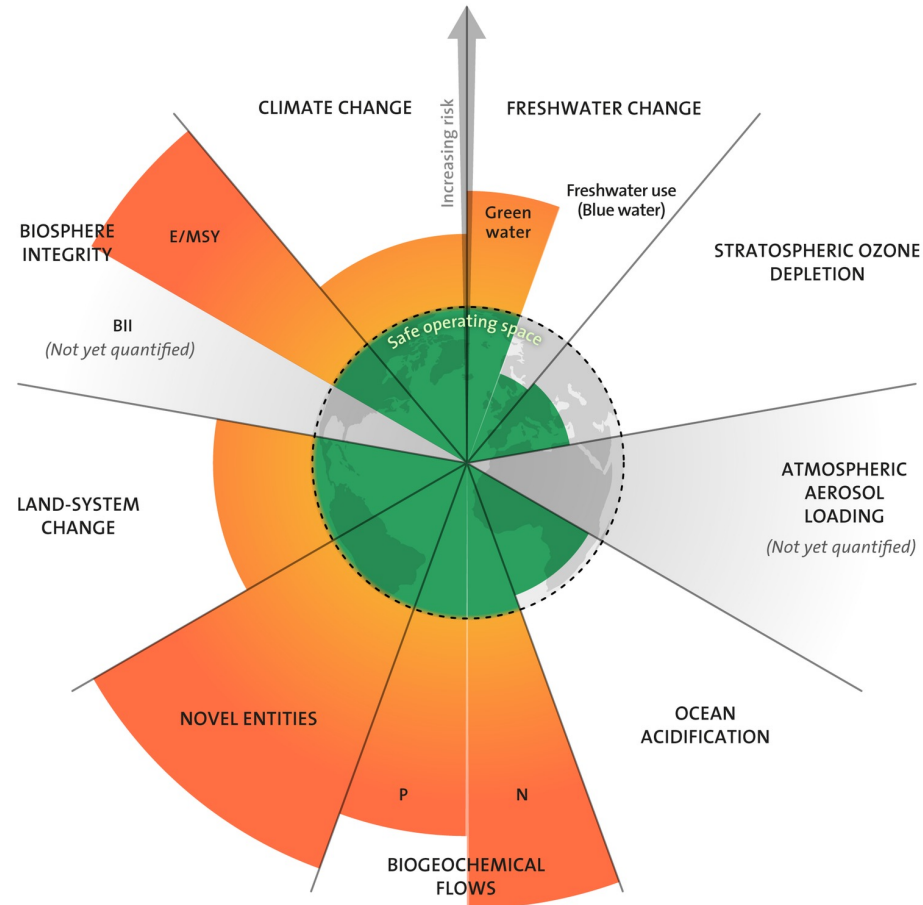 CLIMATE CHANGE
FRESHWATER CHANGE
Increasing risk
Freshwater use
(Blue water)
Green
water
BIOSPHERE
INTEGRITY
E/MSY
STRATOSPHERIC OZONE
DEPLETION
BII
(Not yet quantified)
Safe operating space
ATMOSPHERIC
AEROSOL
LOADING
(Not yet quantified)
LAND-SYSTEM
CHANGE
NOVEL ENTITIES
OCEAN
ACIDIFICATION
P
N
BIOGEOCHEMICAL
FLOWS